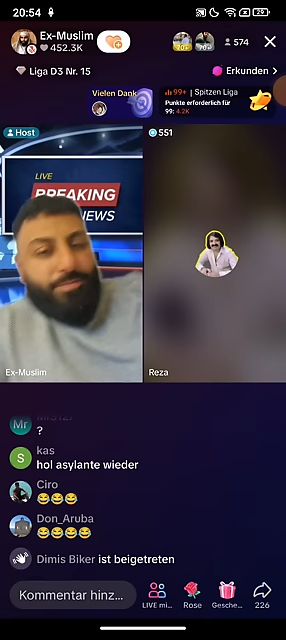 20:54
29
Ex-Muslim
452.3K
574
Liga D3 Nr. 15
Erkunden
Vielen Dank
99+ | Spitzen Liga
Punkte erforderlich für
99: 4.2K
Host
551
LIVE
BREAKING
NEWS
Ex-Muslim
Reza
Mr
?
S
kas
hol asylante wieder
Ciro
😂😂😂
Don_Aruba
😂😂😂😂
Dimis Biker ist beigetreten
Kommentar hinz...
LIVE mi...
Rose
Gesche...
226